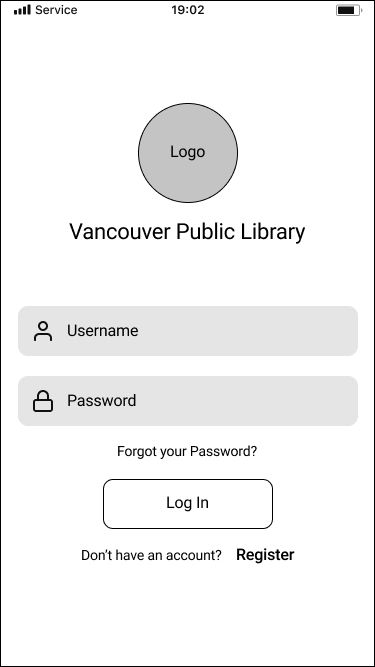 Service 19:02
Logo
Vancouver Public Library
Username
Password
Forgot your Password?
Log In
Don't have an account? Register